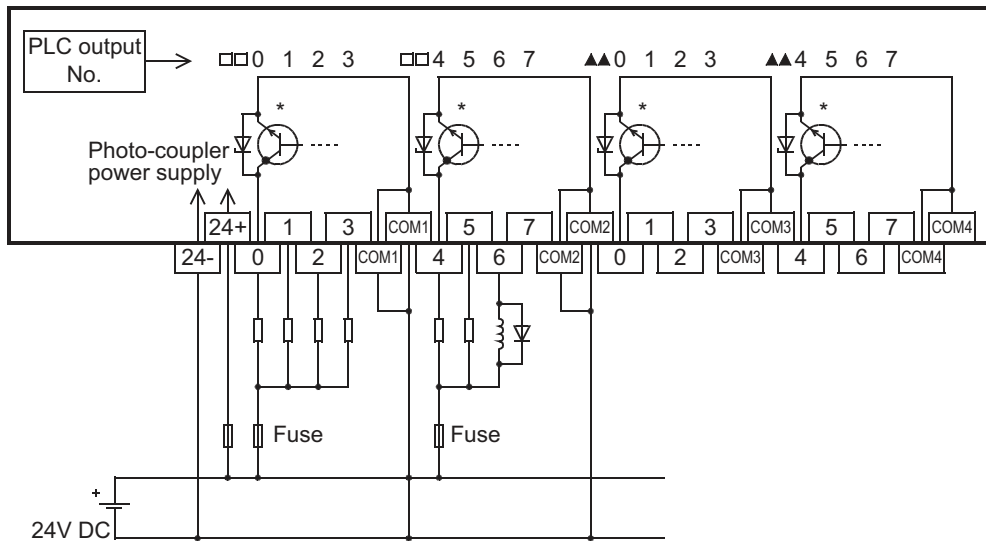 PLC output
No.
□□0 1 2 3 □□4 5 6 7 ▲▲0 1 2 3 ▲▲4 5 6 7
* * * *
Photo-coupler
power supply
24+ 1 3 COM1 5 7 COM2 1 3 COM3 5 7 COM4
24- 0 2 COM1 4 6 COM2 0 2 COM3 4 6 COM4
Fuse Fuse
+
24V DC